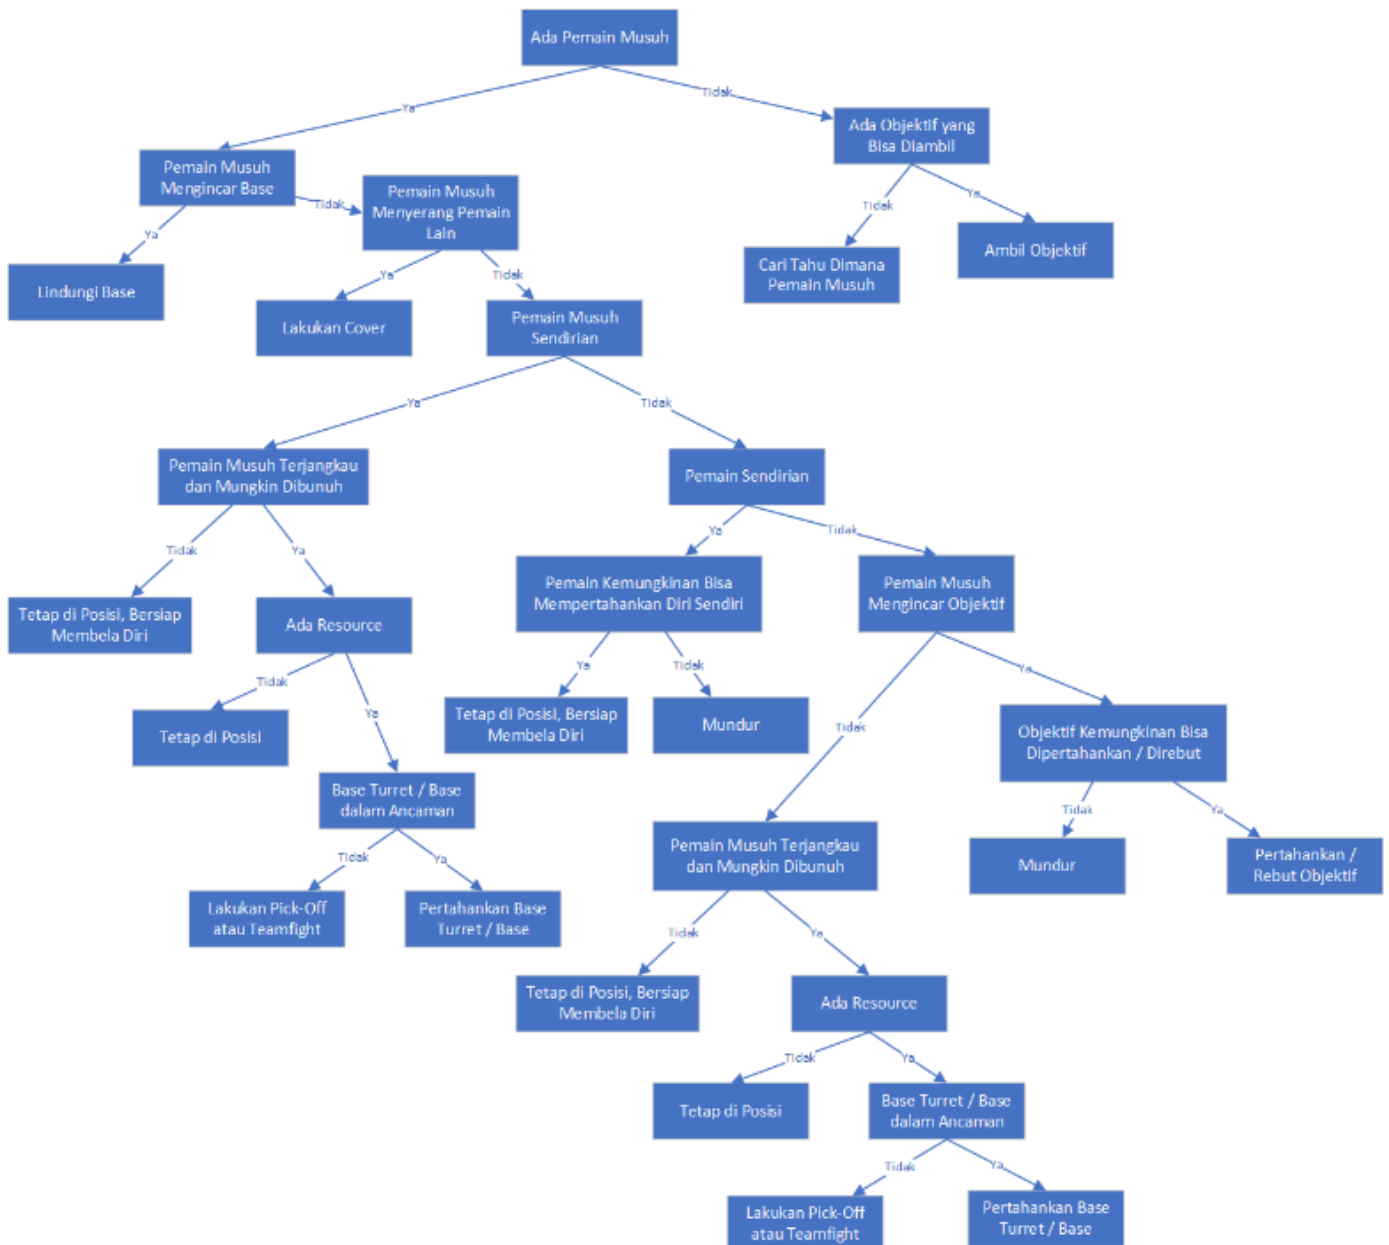 Ada Pemain Musuh
Ya
Tidak
Pemain Musuh
Mengincar Base
Ada Objektif yang
Bisa Diambil
Ya
Tidak
Pemain Musuh
Menyerang Pemain
Lain
Tidak
Ya
Lindungi Base
Cari Tahu Dimana
Pemain Musuh
Ambil Objektif
Ya
Tidak
Lakukan Cover
Pemain Musuh
Sendirian
Ya
Tidak
Pemain Musuh Terjangkau
dan Mungkin Dibunuh
Pemain Sendirian
Tidak
Ya
Ya
Tidak
Tetap di Posisi, Bersiap
Membela Diri
Ada Resource
Pemain Kemungkinan Bisa
Mempertahankan Diri Sendiri
Pemain Musuh
Mengincar Objektif
Tidak
Ya
Ya
Tidak
Tidak
Ya
Tetap di Posisi
Tetap di Posisi, Bersiap
Membela Diri
Mundur
Objektif Kemungkinan Bisa
Dipertahankan / Direbut
Base Turret / Base
dalam Ancaman
Tidak
Ya
Tidak
Ya
Lakukan Pick-Off
atau Teamfight
Pertahankan Base
Turret / Base
Pemain Musuh Terjangkau
dan Mungkin Dibunuh
Mundur
Pertahankan /
Rebut Objektif
Tidak
Ya
Tetap di Posisi, Bersiap
Membela Diri
Ada Resource
Tidak
Ya
Tetap di Posisi
Base Turret / Base
dalam Ancaman
Tidak
Ya
Lakukan Pick-Off
atau Teamfight
Pertahankan Base
Turret / Base